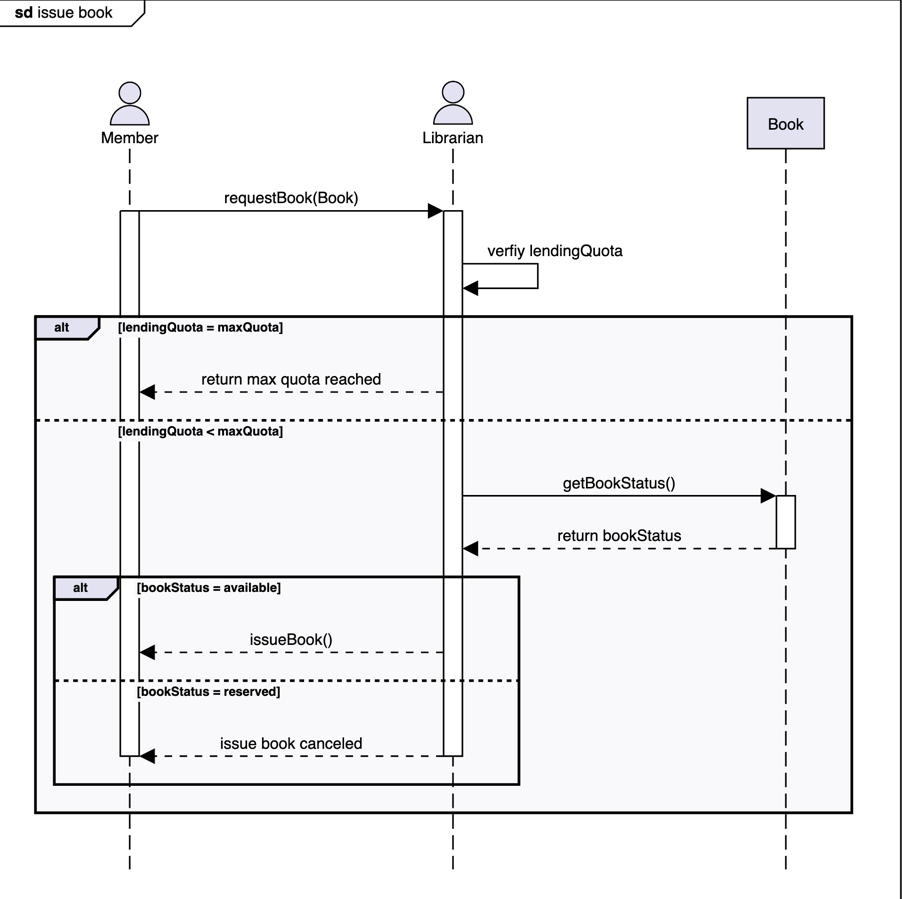 sd issue book
Member
Librarian
Book
requestBook(Book)
verfiy lendingQuota
alt
[lendingQuota = maxQuota]
return max quota reached
[lendingQuota < maxQuota]
getBookStatus()
return bookStatus
alt
[bookStatus = available]
issueBook()
[bookStatus = reserved]
issue book canceled